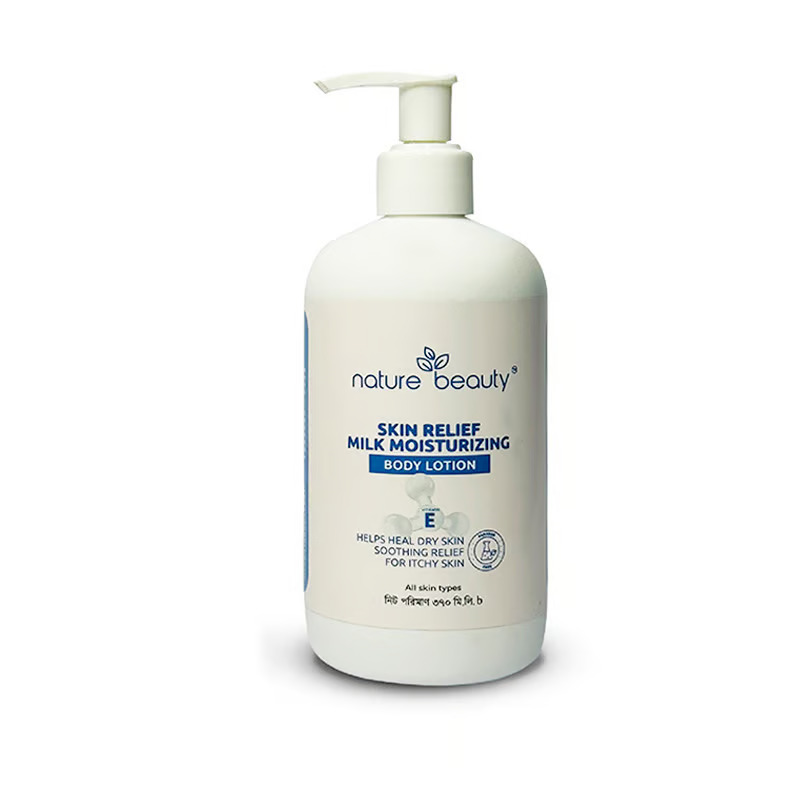 nature beauty
SKIN RELIEF
MILK MOISTURIZING
BODY LOTION
E
HELPS HEAL DRY SKIN
SOOTHING RELIEF
FOR ITCHY SKIN
All skin types
নিট পরিমাণ ৩৭০ মি.লি. b